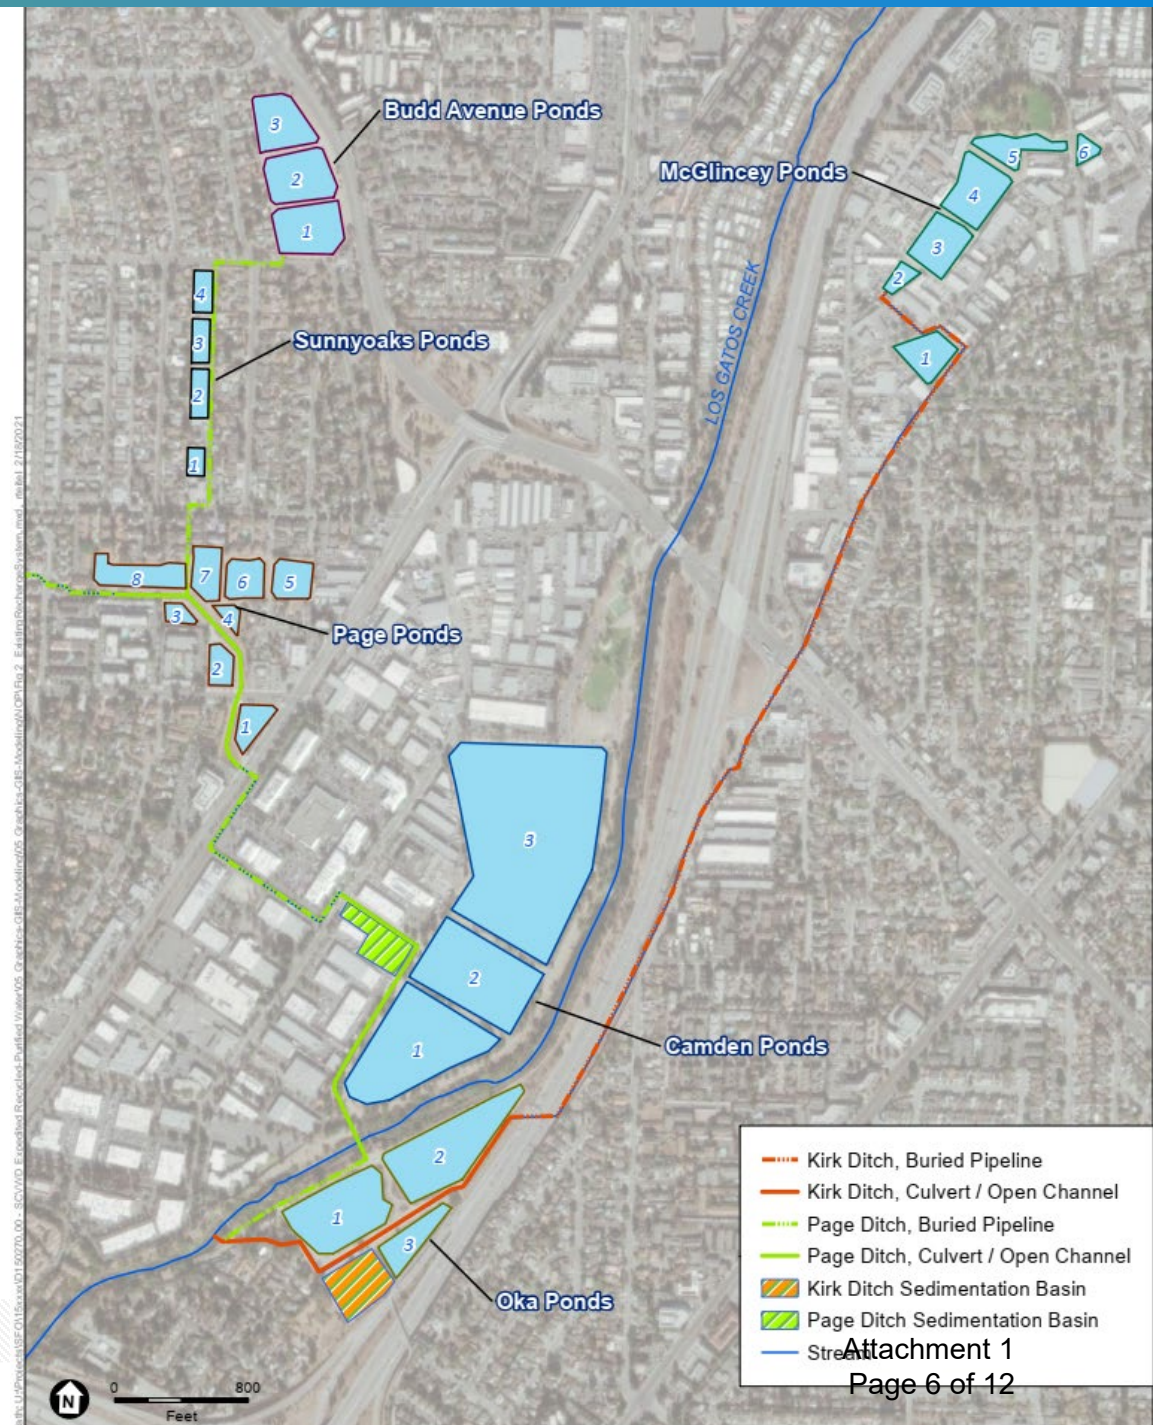 Budd Avenue Ponds
3
2
1
McGlincey Ponds
5
6
4
3
2
1
4
Sunnyoaks Ponds
3
2
1
LOS GATOS CREEK
8
7
6
5
3
4
Page Ponds
2
1
3
2
1
Camden Ponds
2
1
3
Oka Ponds
Kirk Ditch, Buried Pipeline
Kirk Ditch, Culvert / Open Channel
Page Ditch, Buried Pipeline
Page Ditch, Culvert / Open Channel
Kirk Ditch Sedimentation Basin
Page Ditch Sedimentation Basin
Stream
Attachment 1
Page 6 of 12
N
0 800
Feet